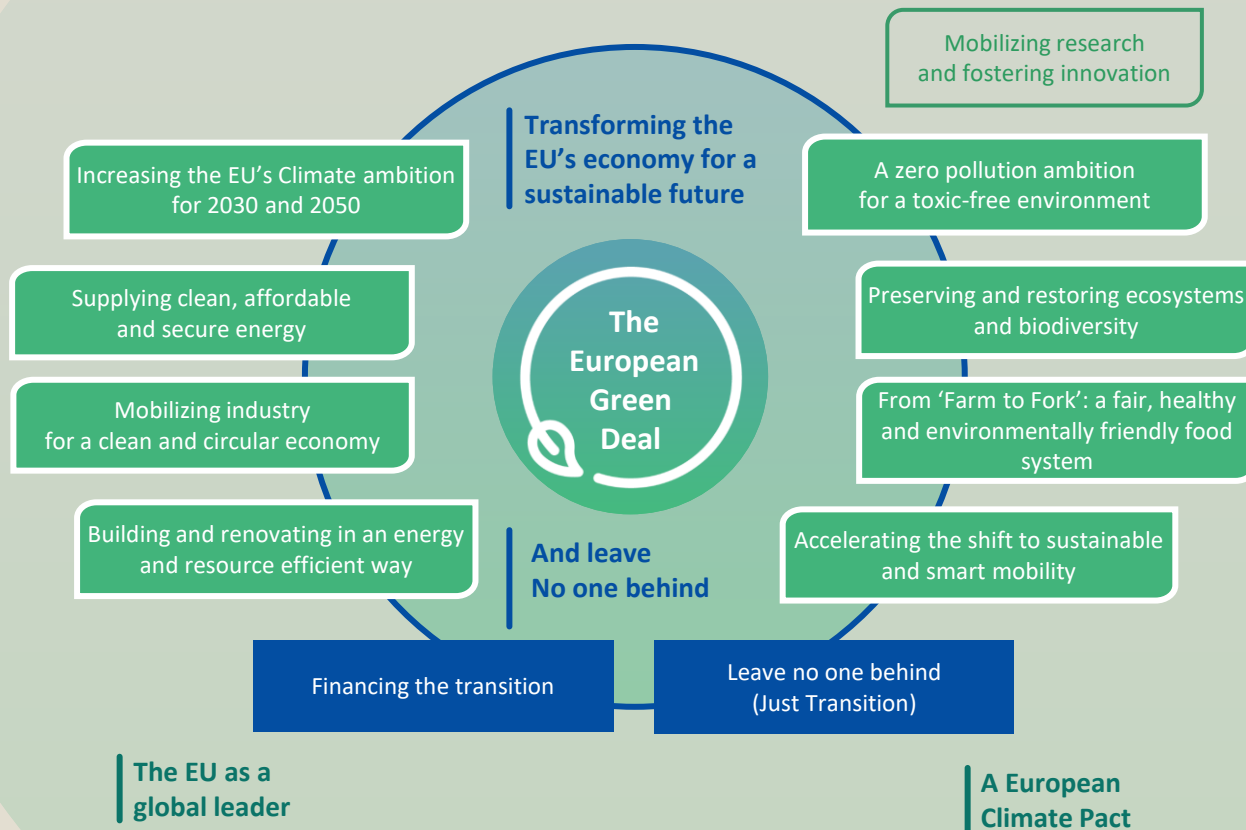 Mobilizing research
and fostering innovation
Transforming the
EU's economy for a
sustainable future
Increasing the EU's Climate ambition
for 2030 and 2050
A zero pollution ambition
for a toxic-free environment
Supplying clean, affordable
and secure energy
Preserving and restoring ecosystems
and biodiversity
The
European
Green
Deal
Mobilizing industry
for a clean and circular economy
From ‘Farm to Fork’: a fair, healthy
and environmentally friendly food
system
Building and renovating in an energy
and resource efficient way
And leave
No one behind
Accelerating the shift to sustainable
and smart mobility
Financing the transition
Leave no one behind
(Just Transition)
The EU as a
global leader
A European
Climate Pact